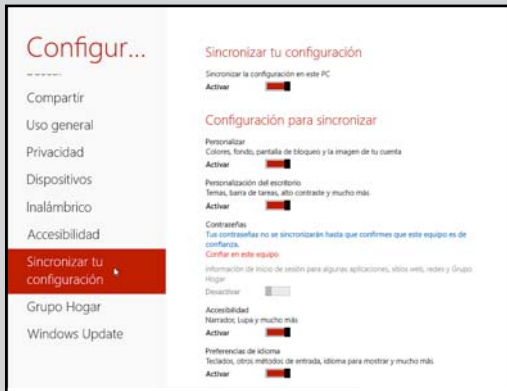 Configur...
Compartir
Uso general
Privacidad
Dispositivos
Inalámbrico
Accesibilidad
Sincronizar tu
configuración
Grupo Hogar
Windows Update
Sincronizar tu configuración
Sincronizar la configuración en este PC
Activar
Configuración para sincronizar
Personalizar
Colores, fondo, pantalla de bloqueo y la imagen de tu cuenta
Activar
Personalización del escritorio
Temas, barra de tareas, alto contraste y mucho más
Activar
Contraseñas
Tus contraseñas no se sincronizarán hasta que confirmes que este equipo es de
confianza.
Confiar en este equipo
Información de inicio de sesión para algunas aplicaciones, sitios web, redes y Grupo
Hogar
Desactivar
Accesibilidad
Narrador, Lupa y mucho más
Activar
Preferencias de idioma
Teclados, otros métodos de entrada, idioma para mostrar y mucho más
Activar